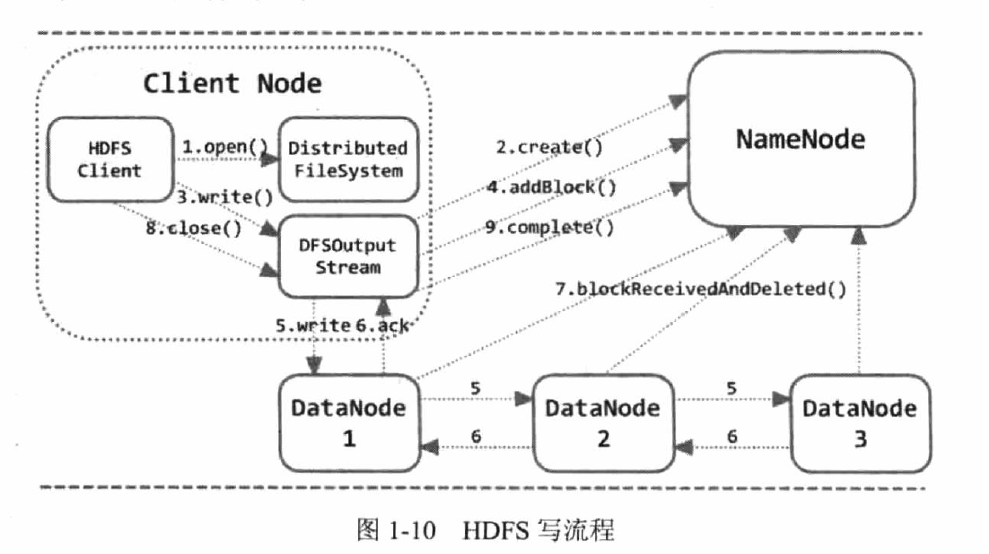 Client Node
HDFS
Client
1.open()
Distributed
FileSystem
3.write()
8.close()
DFSOutput
Stream
2.create()
4.addBlock()
9.complete()
NameNode
7.blockReceivedAndDeleted()
5.write 6.ack
DataNode
1
5
6
DataNode
2
5
6
DataNode
3
图 1-10 HDFS 写流程